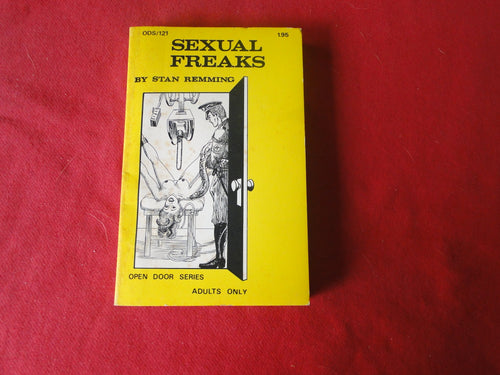 ODS/121 1.95
SEXUAL
FREAKS
BY STAN REMMING
OPEN DOOR SERIES
ADULTS ONLY